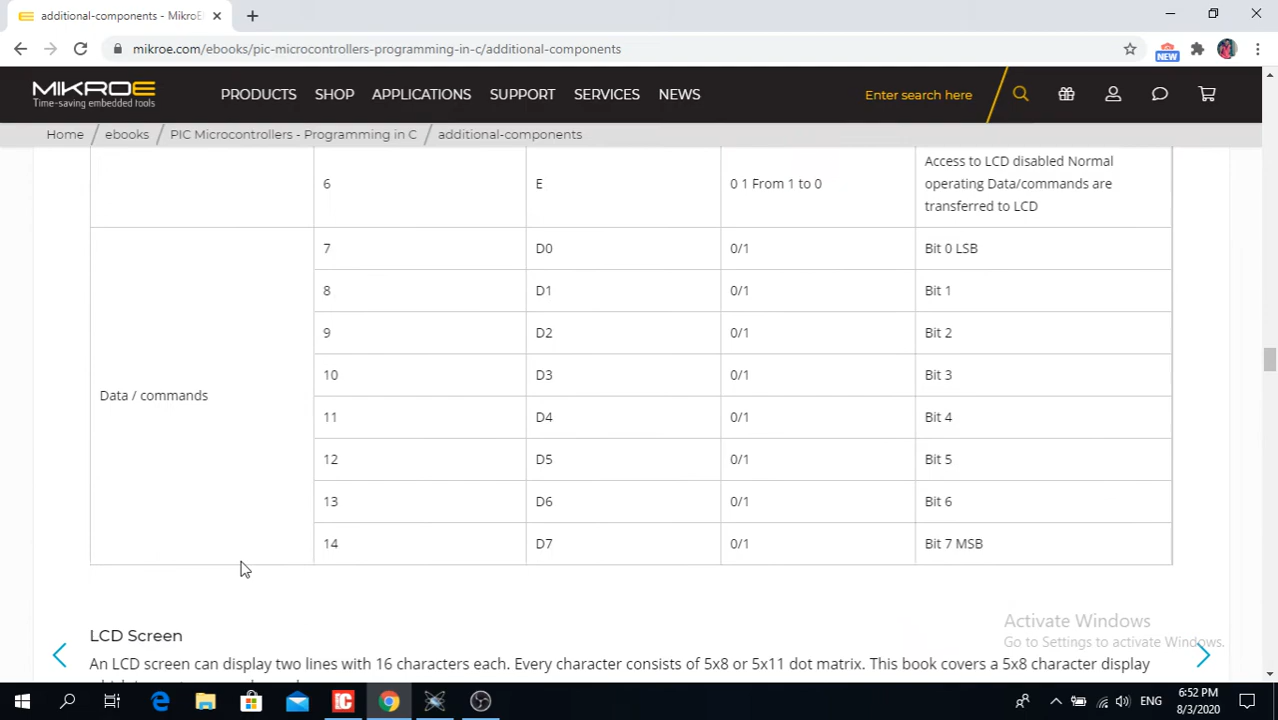 additional-components - MikroE
mikroe.com/ebooks/pic-microcontrollers-programming-in-c/additional-components
NEW
MIKROE
Time-saving embedded tools
PRODUCTS SHOP APPLICATIONS SUPPORT SERVICES NEWS
Enter search here
Home / ebooks / PIC Microcontrollers - Programming in C / additional-components
6 E 0 1 From 1 to 0 Access to LCD disabled Normal
operating Data/commands are
transferred to LCD
Data / commands
7 D0 0/1 Bit 0 LSB
8 D1 0/1 Bit 1
9 D2 0/1 Bit 2
10 D3 0/1 Bit 3
11 D4 0/1 Bit 4
12 D5 0/1 Bit 5
13 D6 0/1 Bit 6
14 D7 0/1 Bit 7 MSB
LCD Screen
An LCD screen can display two lines with 16 characters each. Every character consists of 5x8 or 5x11 dot matrix. This book covers a 5x8 character display
Activate Windows
Go to Settings to activate Windows.
ENG
6:52 PM
8/3/2020